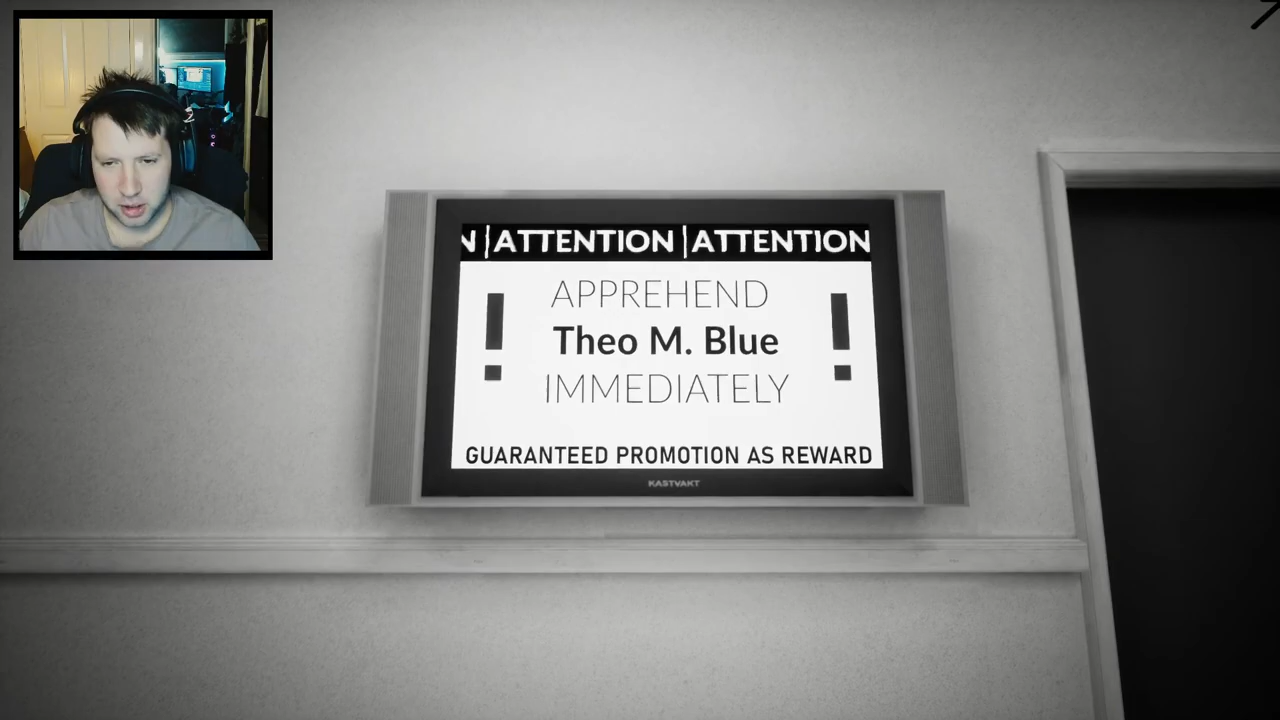 N | ATTENTION | ATTENTION
! APPREHEND !
Theo M. Blue
IMMEDIATELY
GUARANTEED PROMOTION AS REWARD
KASTVAKT